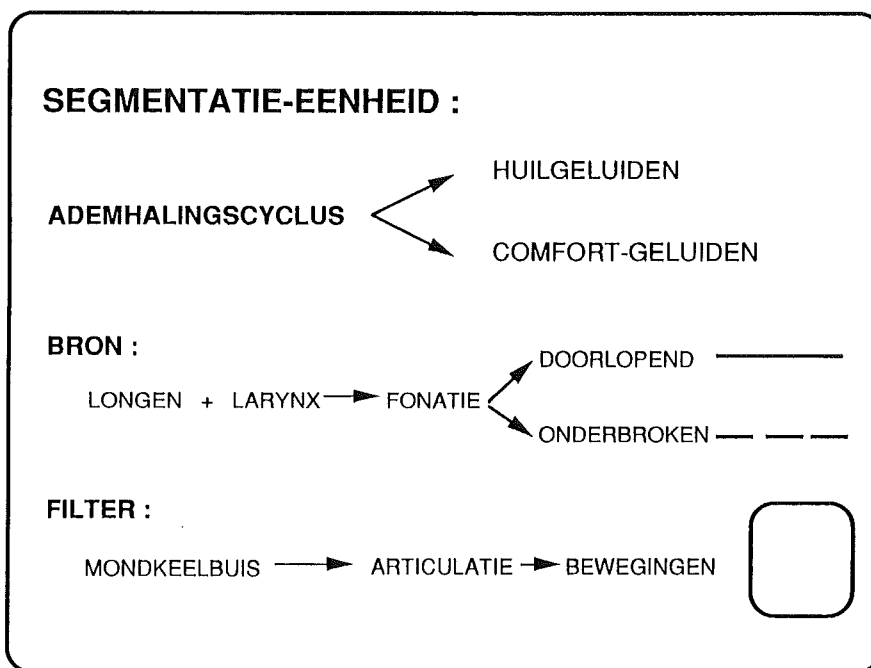 SEGMENTATIE-EENHEID :
HUILGELUIDEN
ADEMHALINGSCYCLUS
COMFORT-GELUIDEN
BRON :
DOORLOPEND
LONGEN + LARYNX FONATIE
ONDERBROKEN
FILTER :
MONDKEELBUIS ARTICULATIE BEWEGINGEN